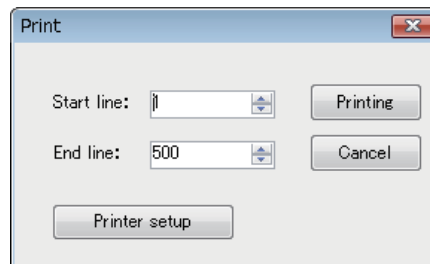 Print
Start line: 1 Printing
End line: 500 Cancel
Printer setup